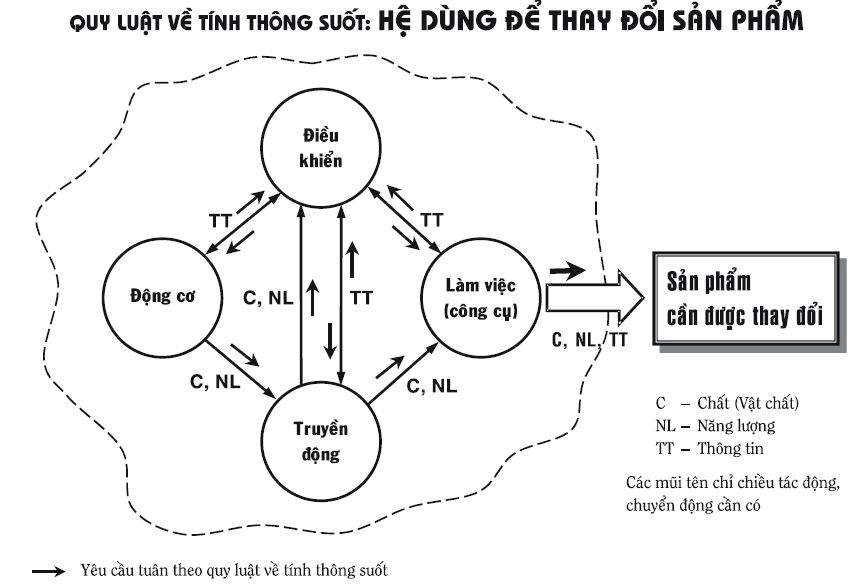 QUY LUẬT VỀ TÍNH THÔNG SUỐT: HỆ DÙNG ĐỂ THAY ĐỔI SẢN PHẨM
Điều
khiển
TT
TT
Động cơ
C, NL
TT
Làm việc
(công cụ)
Sản phẩm
cần được thay đổi
C, NL, TT
C, NL
C, NL
Truyền
động
C – Chất (Vật chất)
NL – Năng lượng
TT – Thông tin
Các mũi tên chỉ chiều tác động,
chuyển động cần có
Yêu cầu tuân theo quy luật về tính thông suốt